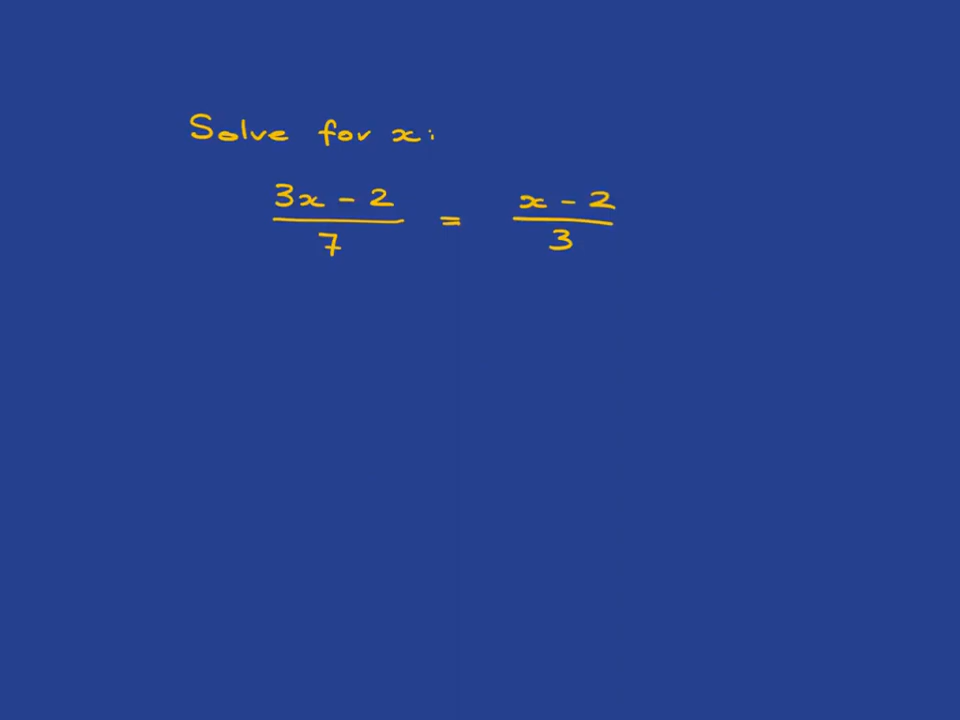 Solve for x:
3x - 2 / 7 = x - 2 / 3